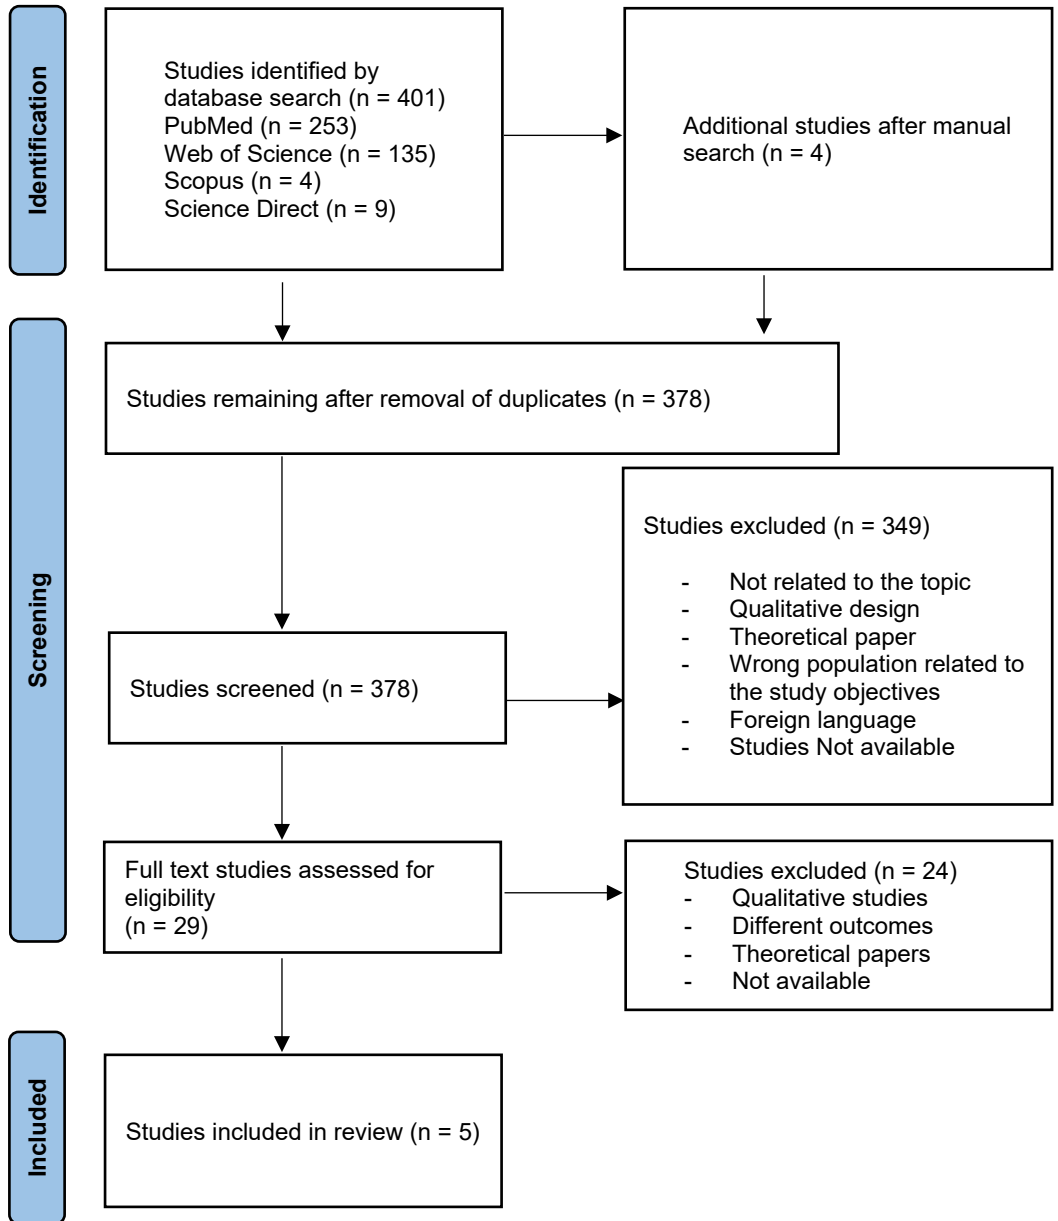 Identification
Studies identified by
database search (n = 401)
PubMed (n = 253)
Web of Science (n = 135)
Scopus (n = 4)
Science Direct (n = 9)
Additional studies after manual
search (n = 4)
Screening
Studies remaining after removal of duplicates (n = 378)
Studies screened (n = 378)
Studies excluded (n = 349)
- Not related to the topic
- Qualitative design
- Theoretical paper
- Wrong population related to
the study objectives
- Foreign language
- Studies Not available
Full text studies assessed for
eligibility
(n = 29)
Studies excluded (n = 24)
- Qualitative studies
- Different outcomes
- Theoretical papers
- Not available
Included
Studies included in review (n = 5)